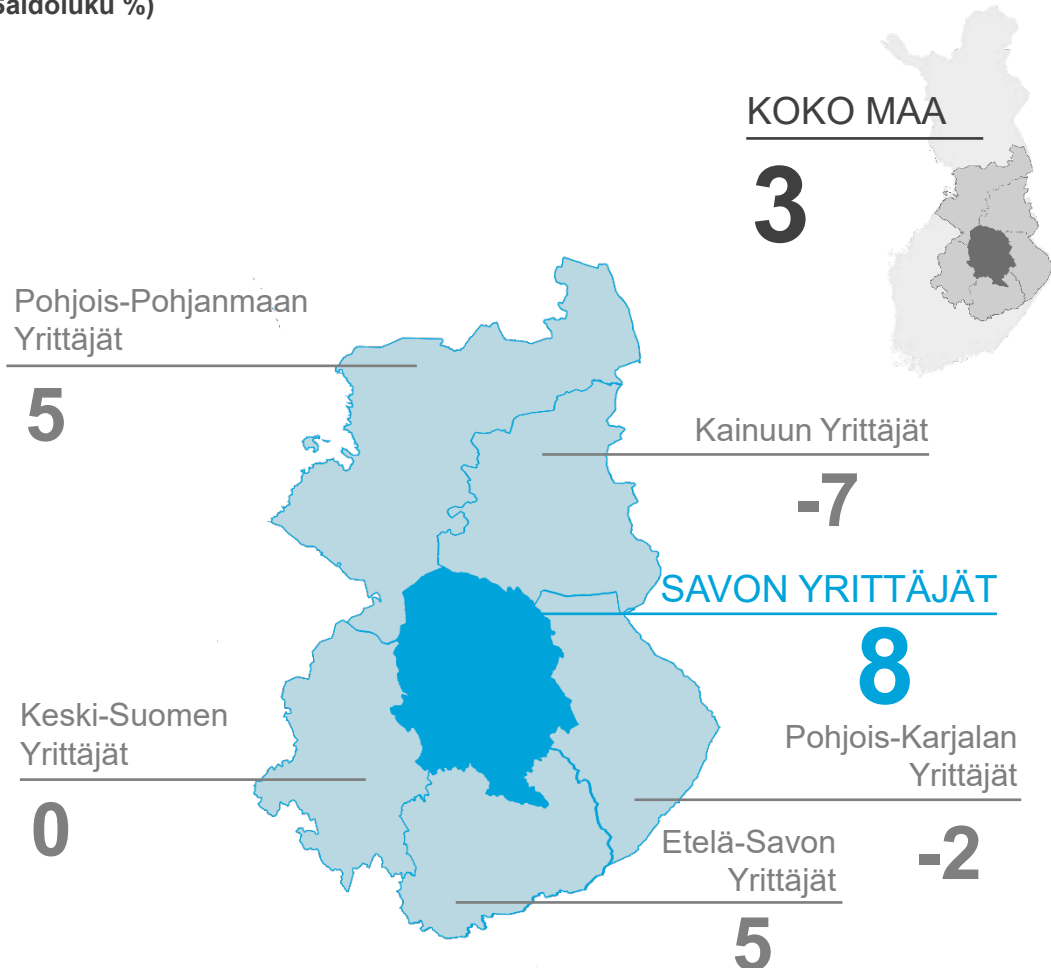 Saldoluku %)
KOKO MAA
3
Pohjois-Pohjanmaan
Yrittäjät
5
Kainuun Yrittäjät
-7
SAVON YRITTÄJÄT
8
Keski-Suomen
Yrittäjät
0
Pohjois-Karjalan
Yrittäjät
-2
Etelä-Savon
Yrittäjät
5